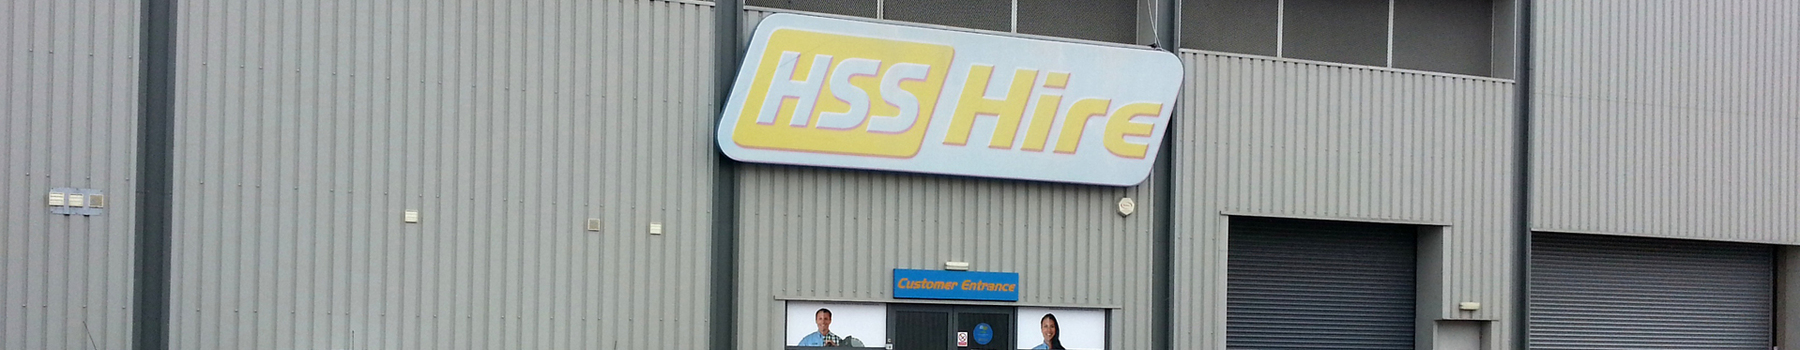 HSS Hire
Customer Entrance